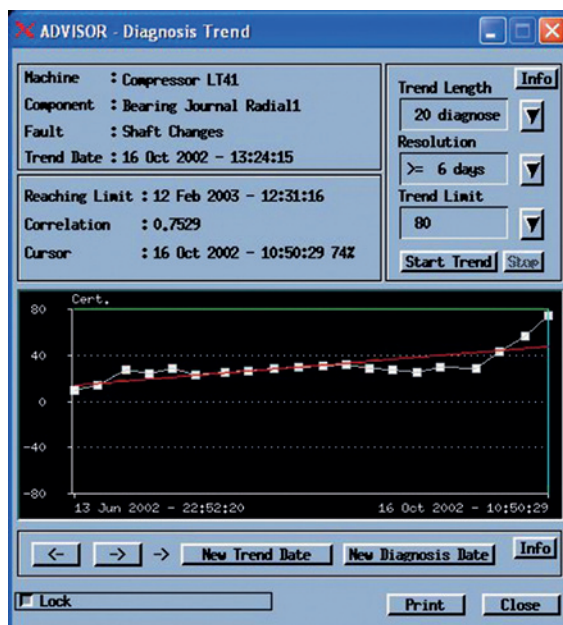 ADVISOR - Diagnosis Trend
Machine : Compressor LT41
Component : Bearing Journal Radial1
Fault : Shaft Changes
Trend Date : 16 Oct 2002 - 13:24:15
Reaching Limit : 12 Feb 2003 - 12:31:16
Correlation : 0.7529
Cursor : 16 Oct 2002 - 10:50:29 74%
Info
Trend Length
20 diagnose
Resolution
>= 6 days
Trend Limit
80
Start Trend Stop
Cert.
80
40
0
-40
-80
13 Jun 2002 - 22:52:20 16 Oct 2002 - 10:50:29
<- -> -> New Trend Date New Diagnosis Date Info
Lock
Print Close